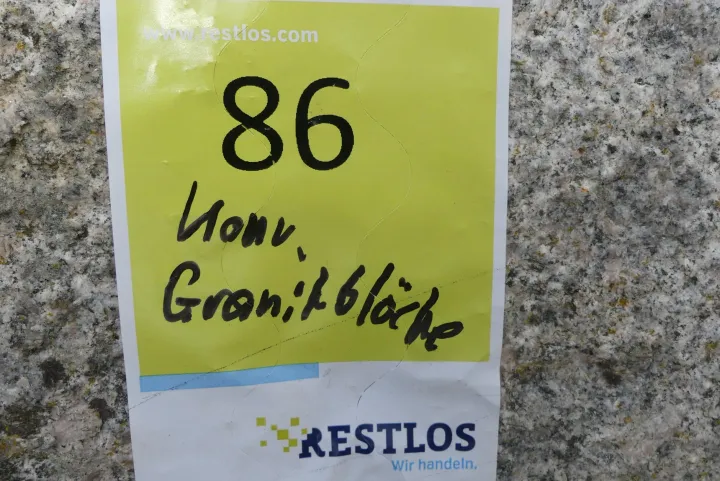 www.restlos.com
86
Konv.
Granitblöcke
RESTLOS
Wir handeln.